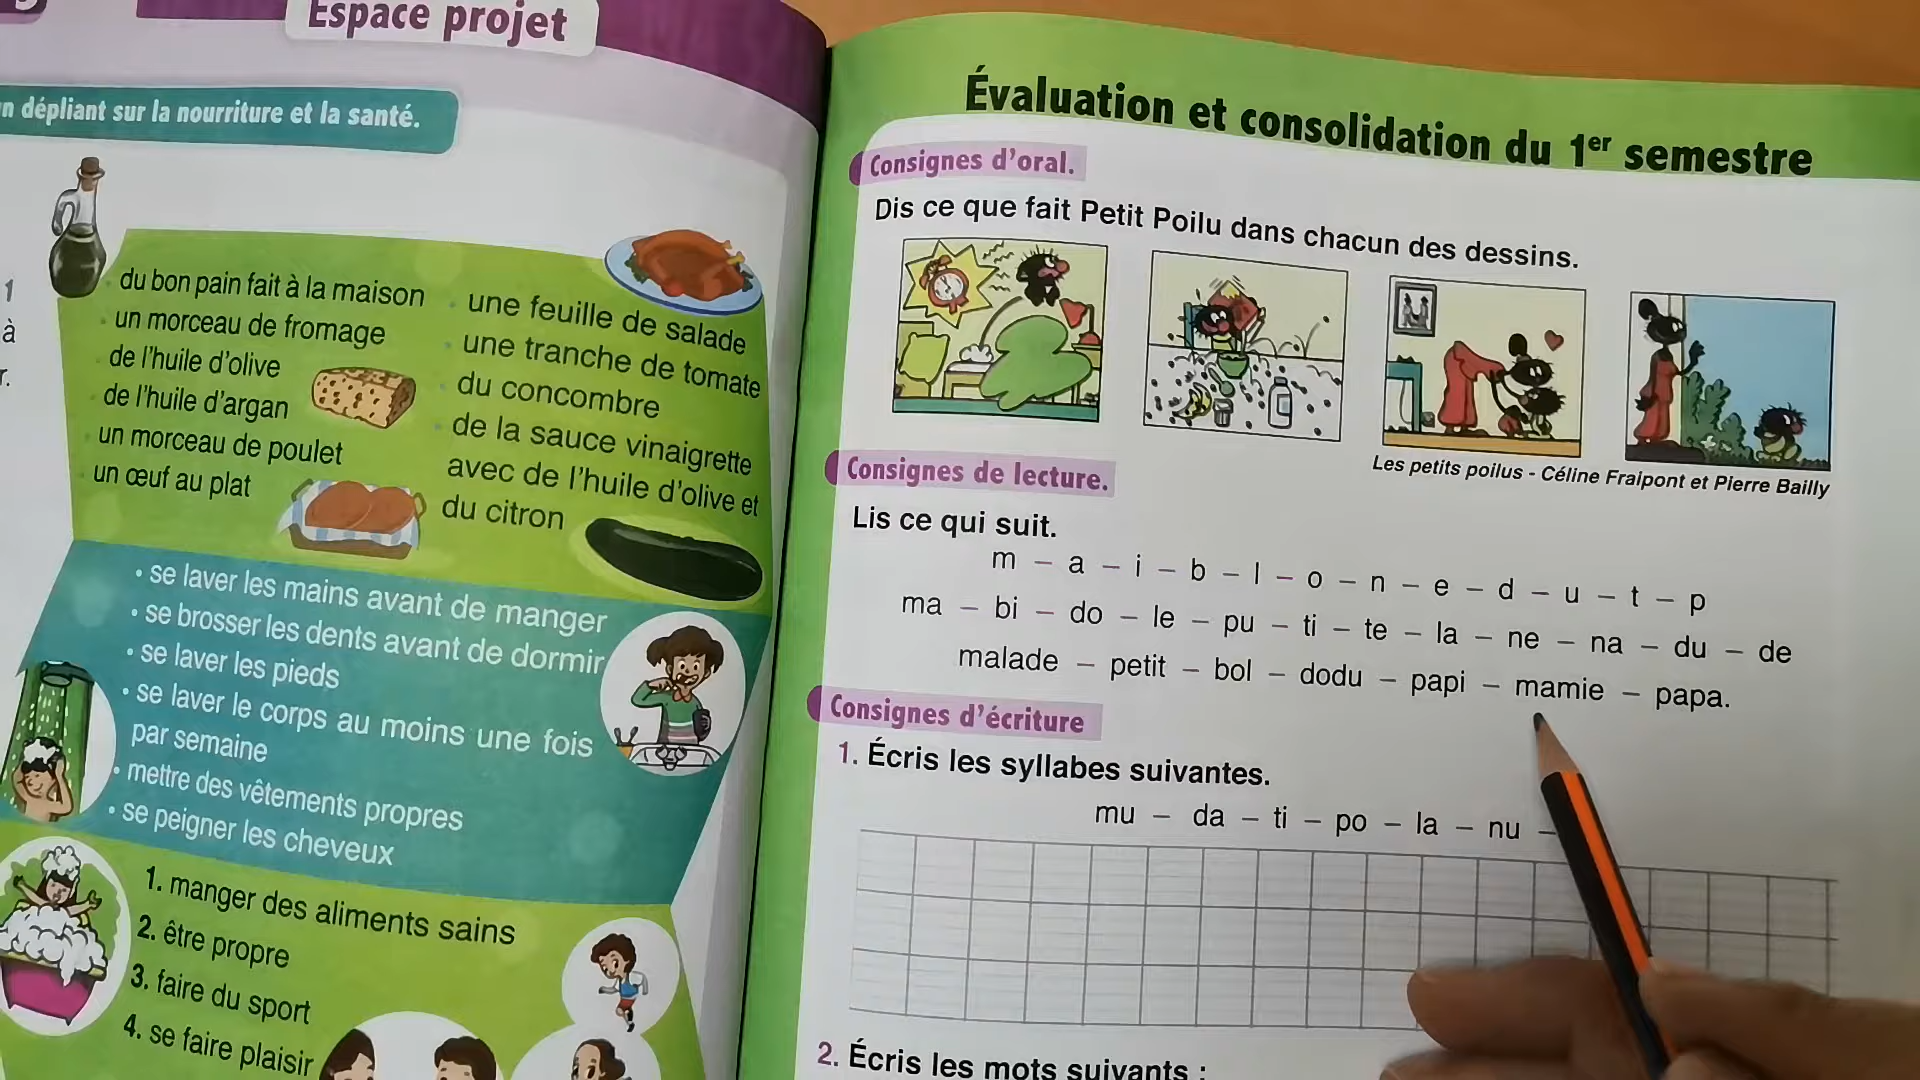 Espace projet
n dépliant sur la nourriture et la santé.
1
à
r.
du bon pain fait à la maison
un morceau de fromage
de l'huile d'olive
de l'huile d'argan
un morceau de poulet
un œuf au plat
une feuille de salade
une tranche de tomate
du concombre
de la sauce vinaigrette
avec de l'huile d'olive et
du citron
• se laver les mains avant de manger
• se brosser les dents avant de dormir
• se laver les pieds
• se laver le corps au moins une fois
par semaine
• mettre des vêtements propres
• se peigner les cheveux
1. manger des aliments sains
2. être propre
3. faire du sport
4. se faire plaisir
Évaluation et consolidation du 1er semestre
Consignes d'oral.
Dis ce que fait Petit Poilu dans chacun des dessins.
Les petits poilus - Céline Fraipont et Pierre Bailly
Consignes de lecture.
Lis ce qui suit.
m – a – i – b – l – o – n – e – d – u – t – p
ma – bi – do – le – pu – ti – te – la – ne – na – du – de
malade – petit – bol – dodu – papi – mamie – papa.
Consignes d'écriture
1. Écris les syllabes suivantes.
mu – da – ti – po – la – nu –
2. Écris les mots suivants :